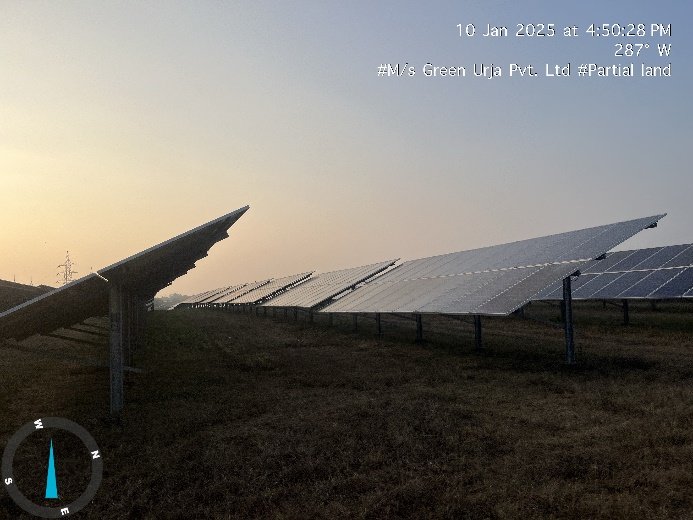 10 Jan 2025 at 4:50:28 PM
287° W
#M/s Green Urja Pvt. Ltd #Partial land
W
N
S
E